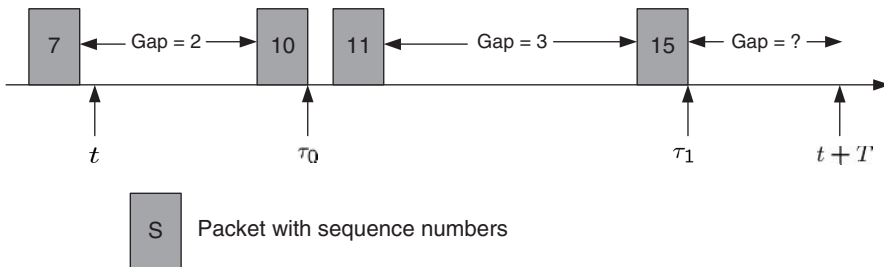 7 Gap = 2 10 11 Gap = 3 15 Gap = ?
t τ₀ τ₁ t + T
S Packet with sequence numbers